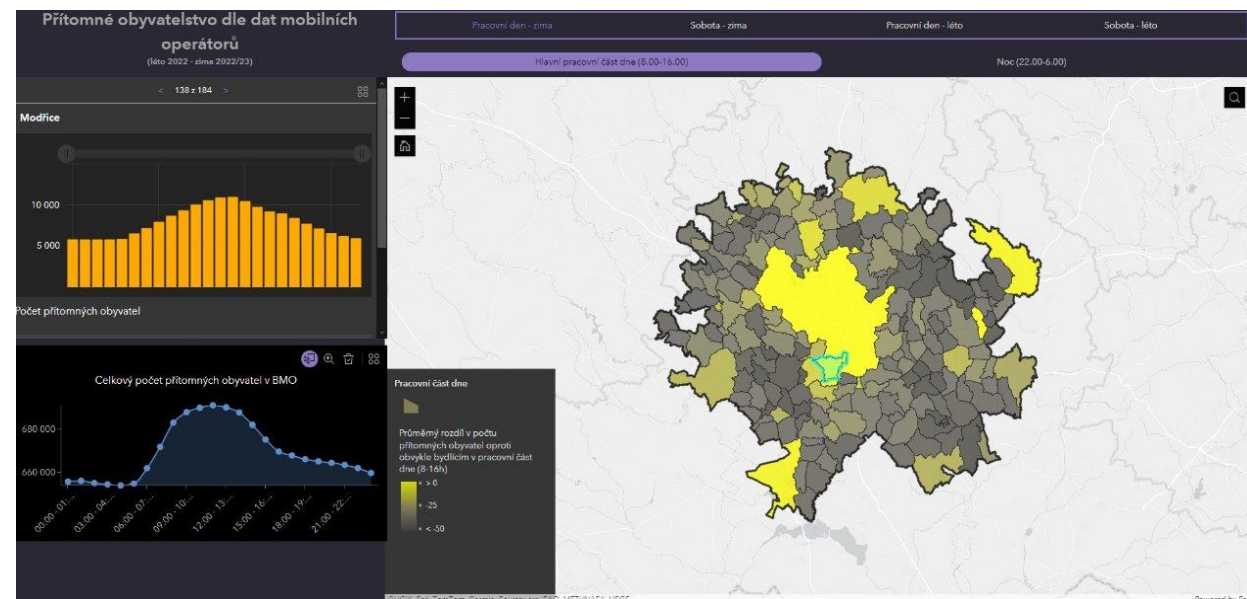 Přítomné obyvatelstvo dle dat mobilních
operátorů
(léto 2022 - zima 2022/23)
Pracovní den - zima
Sobota - zima
Pracovní den - léto
Sobota - léto
Hlavní pracovní část dne (8.00-16.00)
Noc (22.00-6.00)
< 138 z 184 >
Modřice
10 000
5 000
Počet přítomných obyvatel
Celkový počet přítomných obyvatel v BMO
680 000
660 000
00.00 - 01:...
03.00 - 04:...
06.00 - 07:...
09.00 - 10:...
12.00 - 13:...
15.00 - 16:...
18.00 - 19:...
21.00 - 22:...
Pracovní část dne
Průměrný rozdíl v počtu
přítomných obyvatel oproti
obvykle bydlícím v pracovní část
dne (8-16h)
> 0
-25
< -50
Powered by